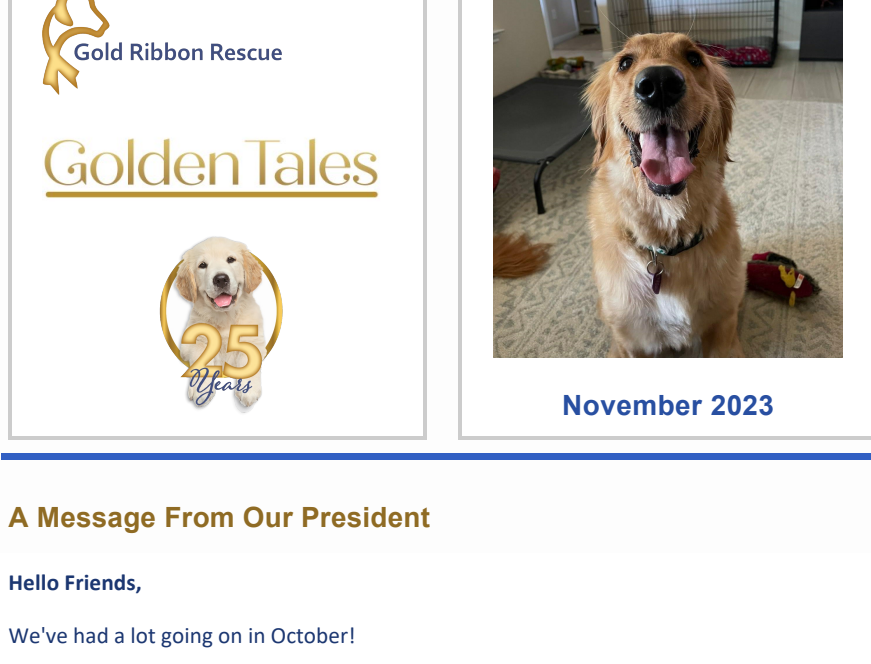 Gold Ribbon Rescue
Golden Tales
25
Years
November 2023
A Message From Our President
Hello Friends,
We've had a lot going on in October!